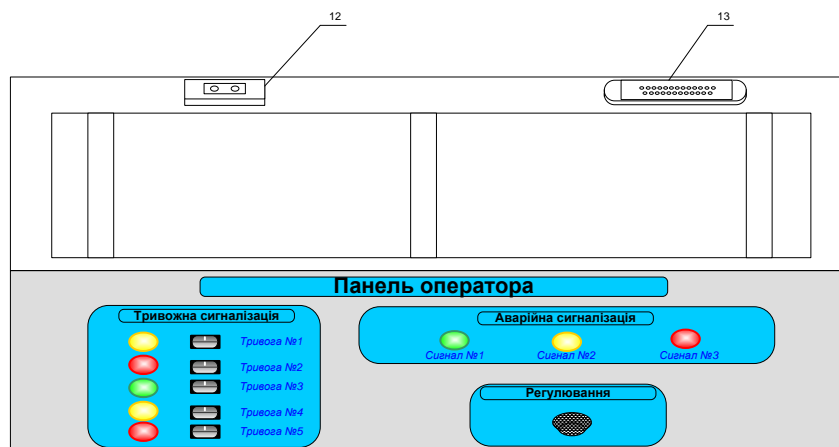 12
13
Панель оператора
Тривожна сигналізація
Тривога №1
Тривога №2
Тривога №3
Тривога №4
Тривога №5
Аварійна сигналізація
Сигнал №1
Сигнал №2
Сигнал №3
Регулювання